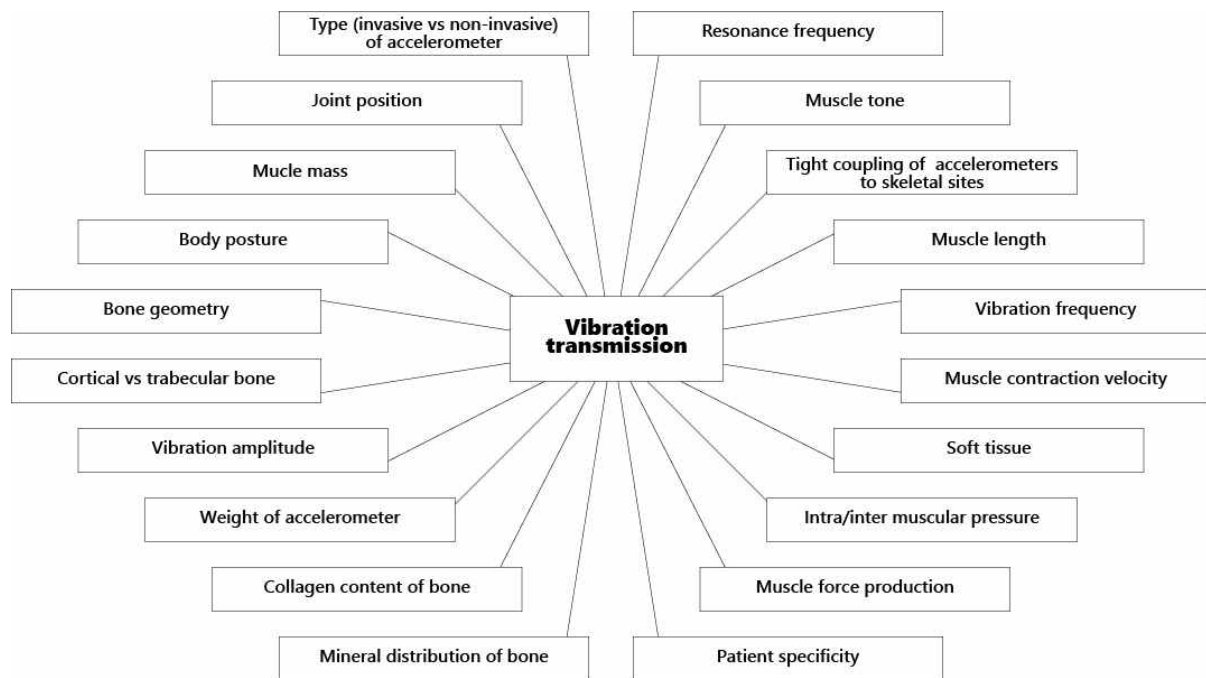 Type (invasive vs non-invasive)
of accelerometer
Resonance frequency
Joint position
Muscle tone
Mucle mass
Tight coupling of accelerometers
to skeletal sites
Body posture
Muscle length
Bone geometry
Vibration frequency
Vibration
transmission
Cortical vs trabecular bone
Muscle contraction velocity
Vibration amplitude
Soft tissue
Weight of accelerometer
Intra/inter muscular pressure
Collagen content of bone
Muscle force production
Mineral distribution of bone
Patient specificity